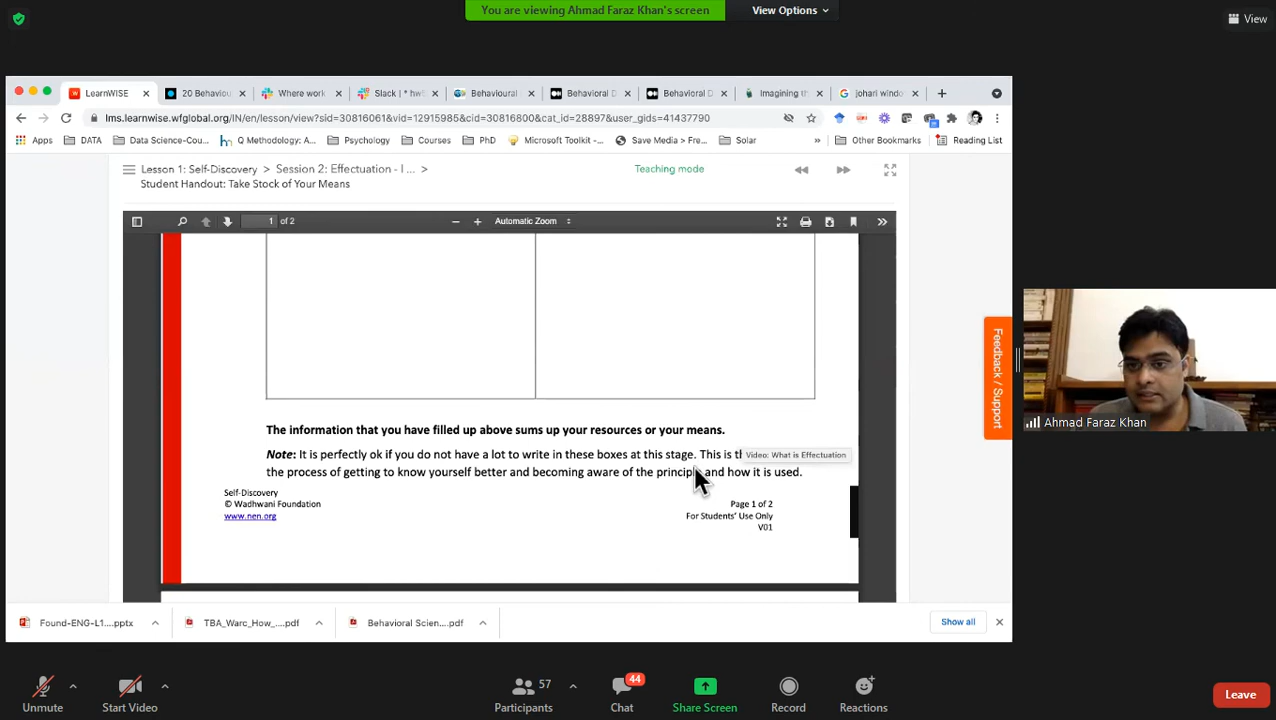 You are viewing Ahmad Faraz Khan's screen
View Options
View
LearnWISE
20 Behaviou
Where work
Slack | * hw
Behavioural
Behavioral D
Behavioral D
Imagining th
johari windo
lms.learnwise.wfglobal.org/IN/en/lesson/view?sid=30816061&vid=12915985&cid=30816800&cat_id=28897&user_gids=41437790
Apps
DATA
Data Science-Cou...
Q Methodology: A...
Psychology
Courses
PhD
Microsoft Toolkit -...
Save Media > Fre...
Solar
»
Other Bookmarks
Reading List
Lesson 1: Self-Discovery > Session 2: Effectuation - I ... >
Student Handout: Take Stock of Your Means
Teaching mode
1 of 2
Automatic Zoom
The information that you have filled up above sums up your resources or your means.
Note: It is perfectly ok if you do not have a lot to write in these boxes at this stage. This is
Video: What is Effectuation
the process of getting to know yourself better and becoming aware of the and how it is used.
Self-Discovery
© Wadhwani Foundation
www.nen.org
Page 1 of 2
For Students' Use Only
V01
Feedback / Support
Ahmad Faraz Khan
Found-ENG-L1....pptx
TBA_Warc_How_....pdf
Behavioral Scien....pdf
Show all
Unmute
Start Video
57
Participants
44
Chat
Share Screen
Record
Reactions
Leave